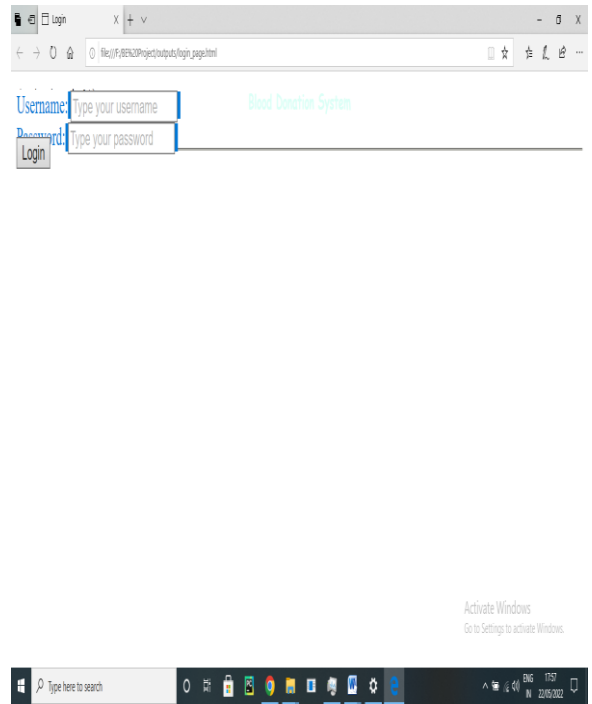 Login
file:///F:/BE%20Project/outputs/login_page.html
Blood Donation System
Username: Type your username
Password: Type your password
Login
Activate Windows
Go to Settings to activate Windows.
Type here to search
ENG 17:57
IN 22/05/2022